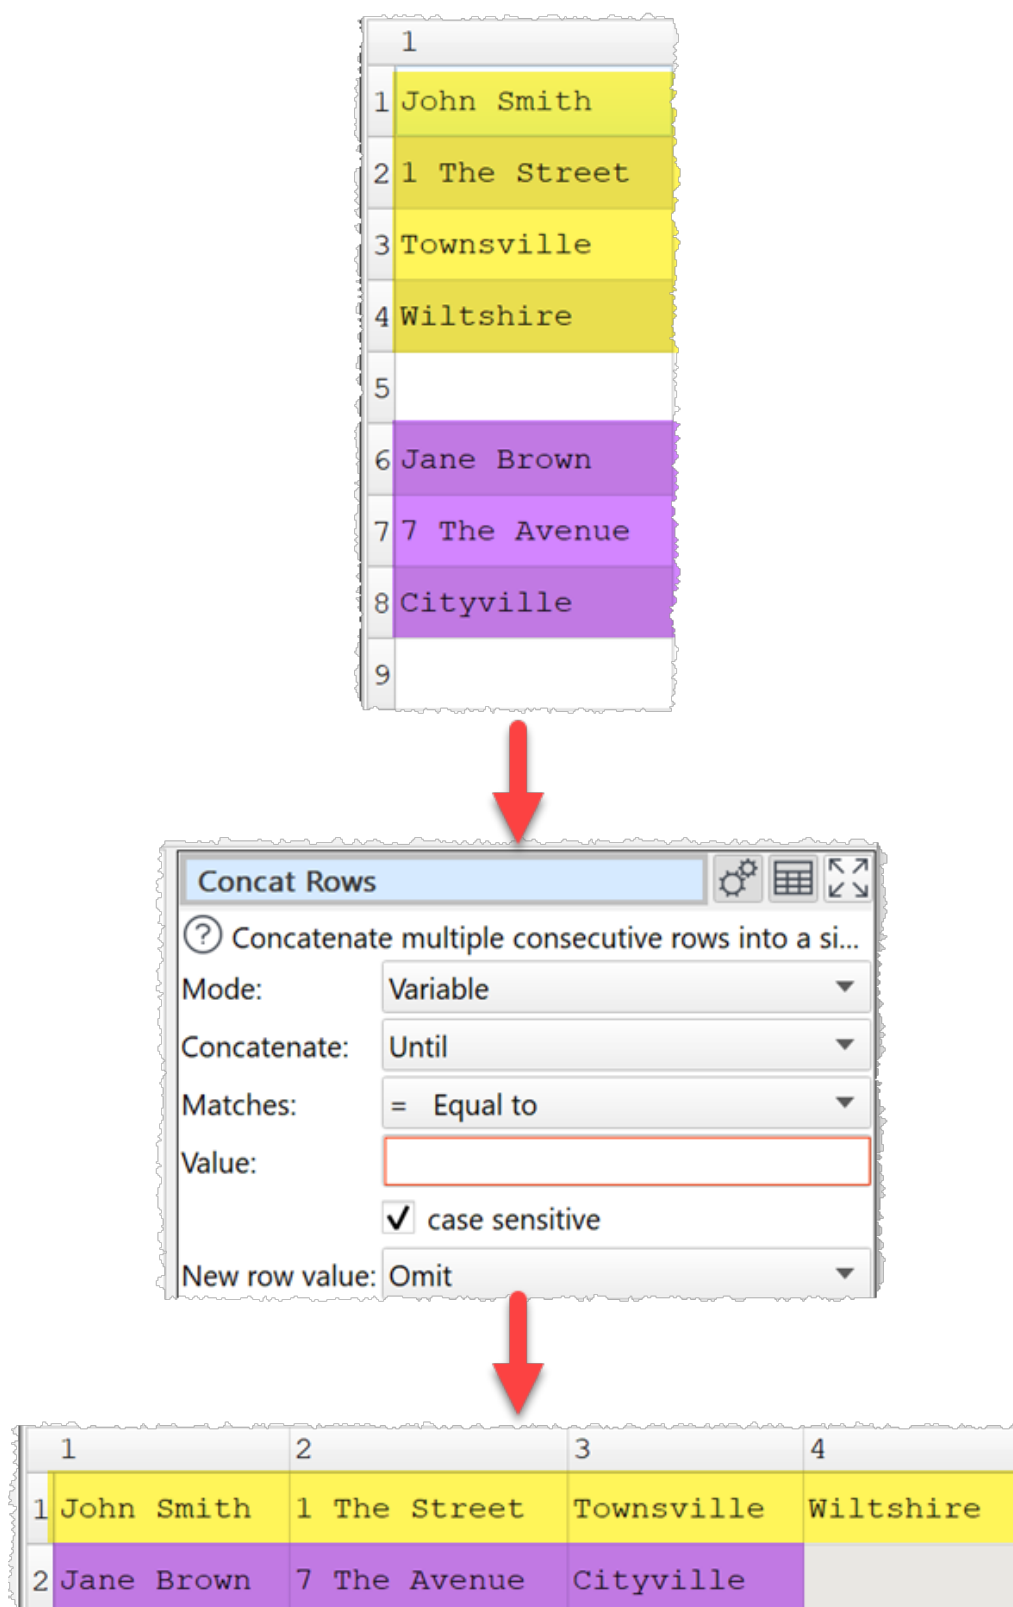 1
1 John Smith
2 1 The Street
3 Townsville
4 Wiltshire
5
6 Jane Brown
7 7 The Avenue
8 Cityville
9
Concat Rows
? Concatenate multiple consecutive rows into a si...
Mode: Variable
Concatenate: Until
Matches: = Equal to
Value:
case sensitive
New row value: Omit
1 2 3 4
1 John Smith 1 The Street Townsville Wiltshire
2 Jane Brown 7 The Avenue Cityville